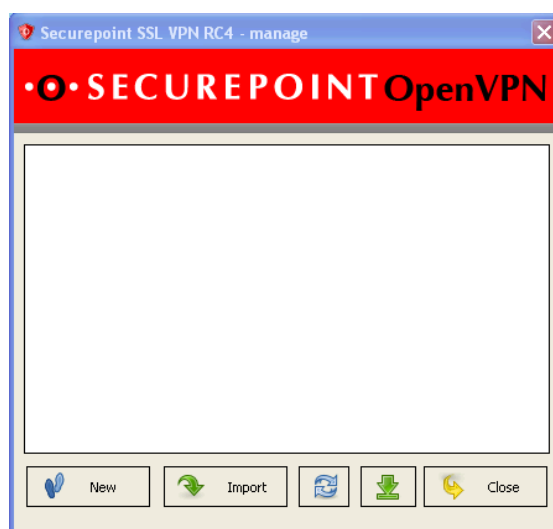 Securepoint SSL VPN RC4 - manage
SECUREPOINT OpenVPN
New Import Close